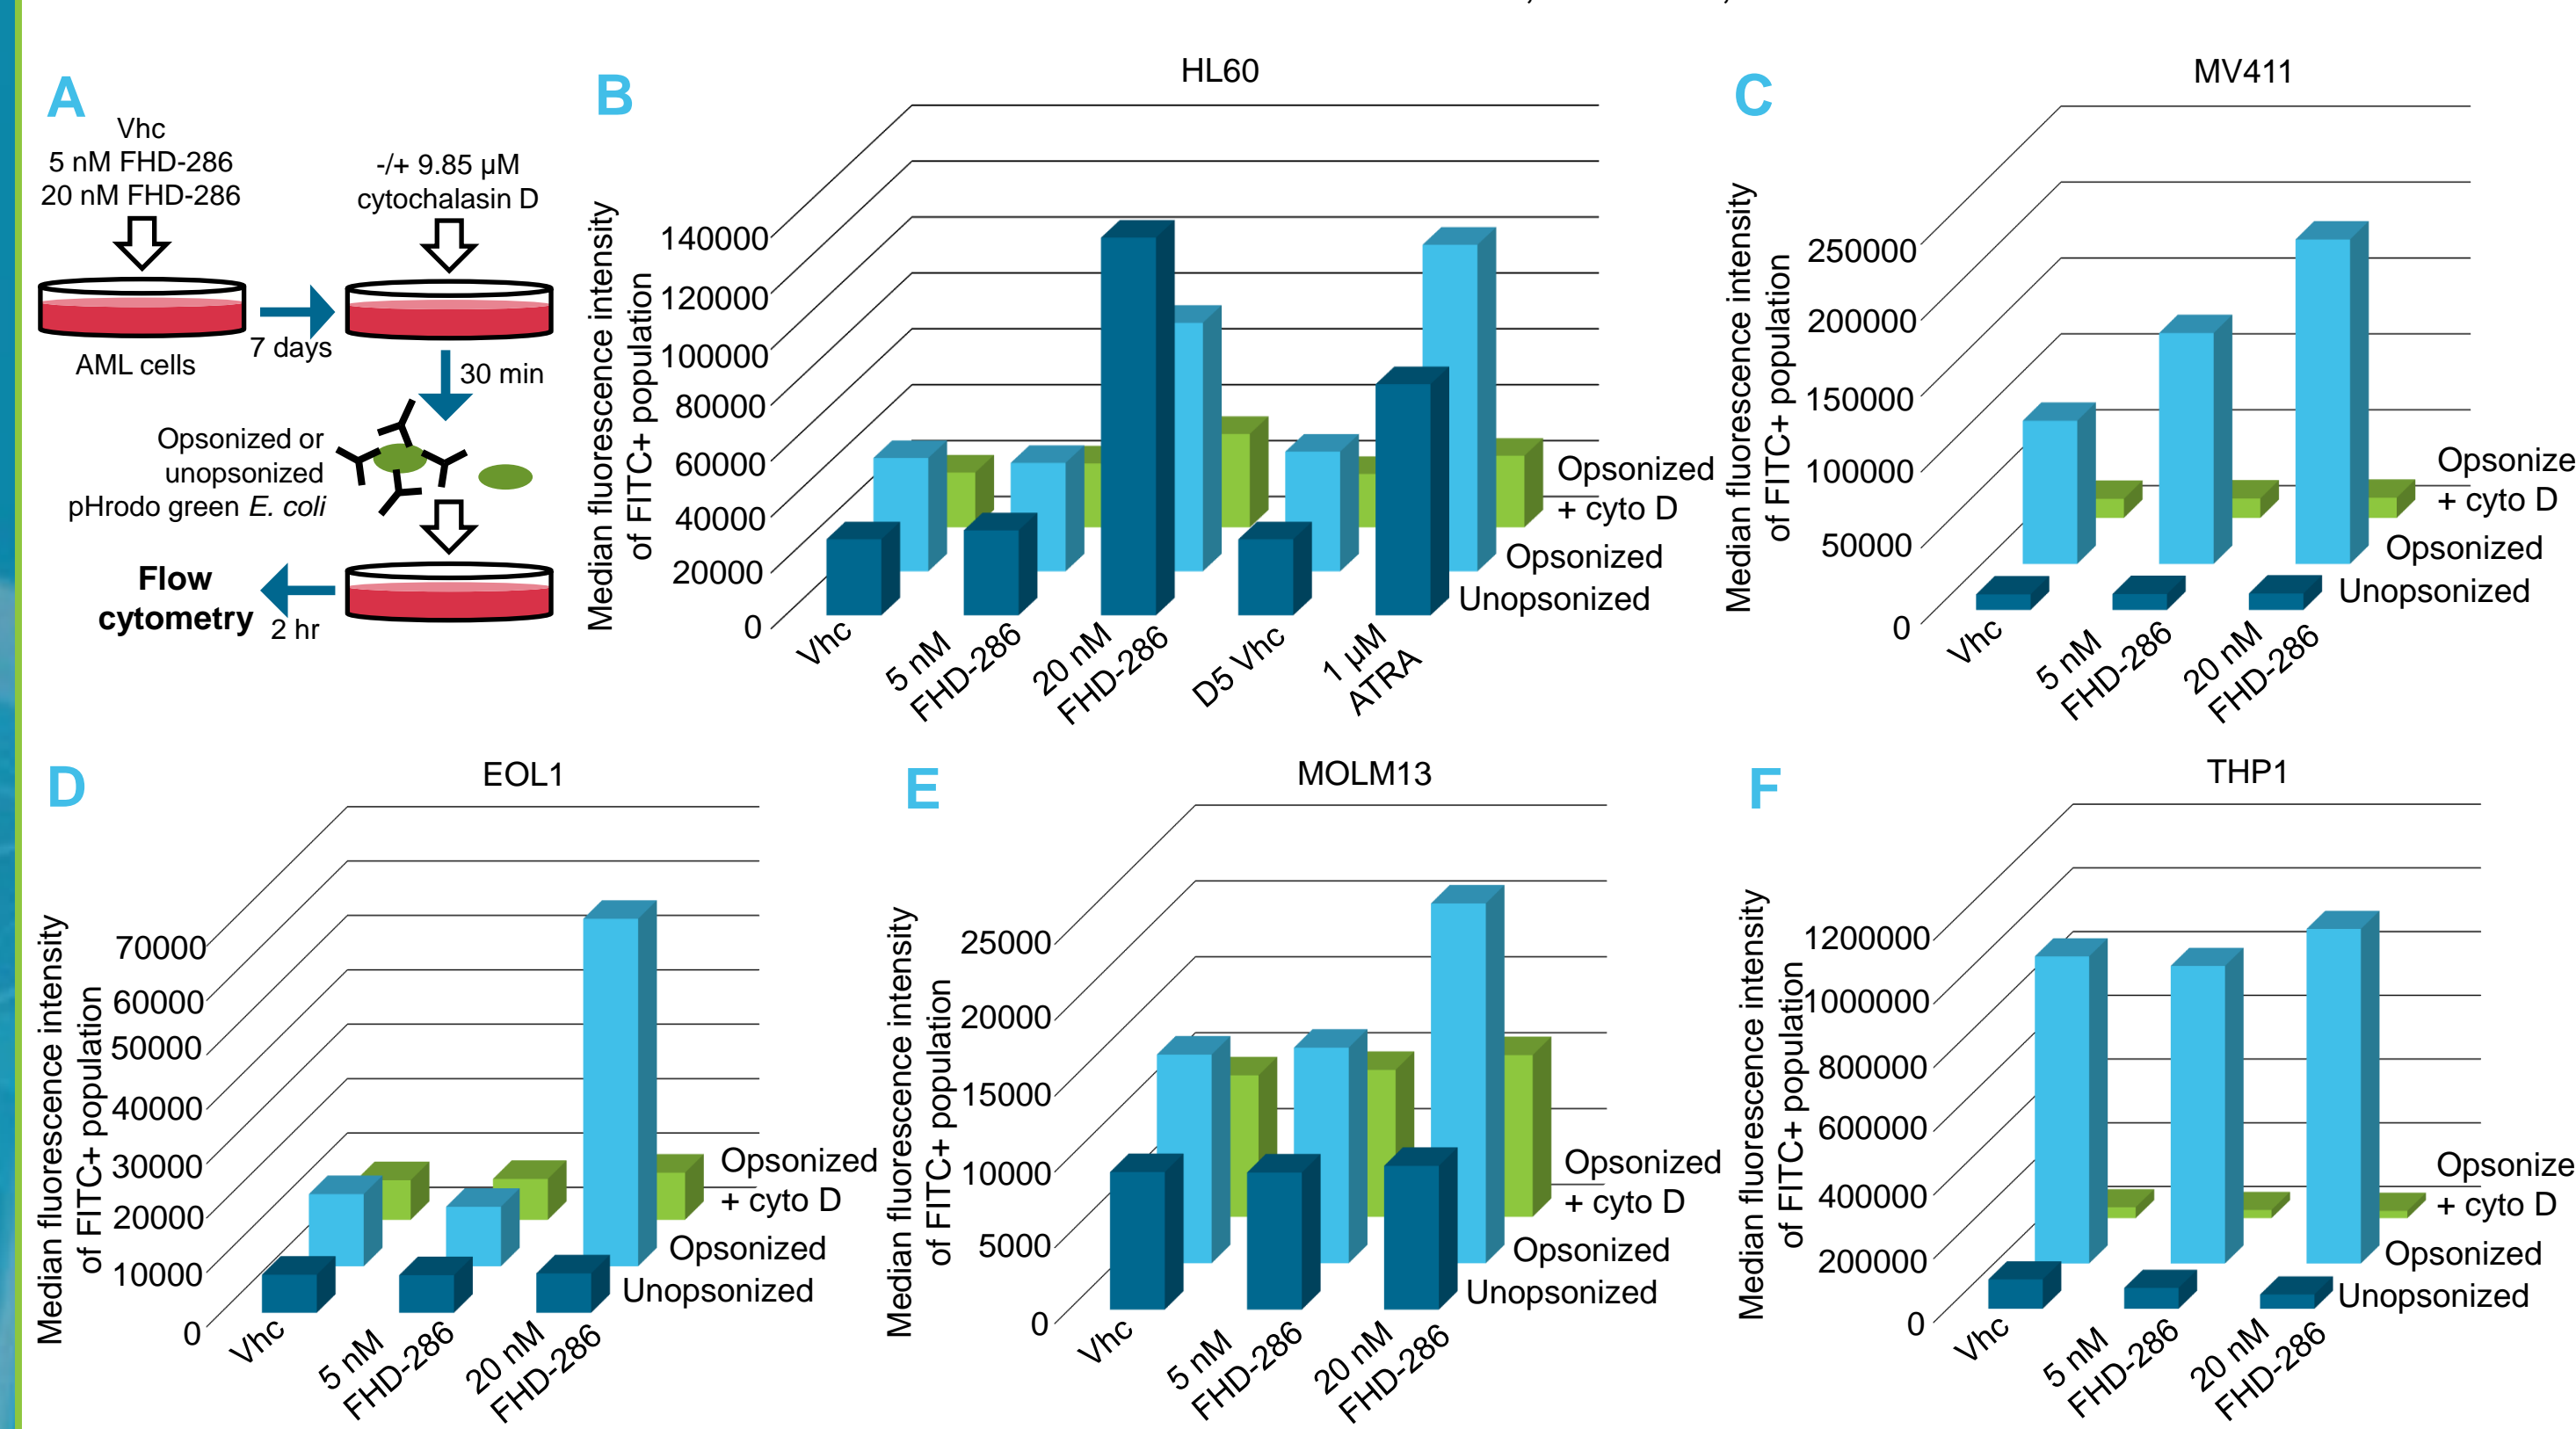 A
Vhc
5 nM FHD-286
20 nM FHD-286
-/+ 9.85 µM
cytochalasin D
AML cells
7 days
30 min
Opsonized or
unopsonized
pHrodo green E. coli
Flow
cytometry
2 hr
B
HL60
Median fluorescence intensity
of FITC+ population
140000
120000
100000
80000
60000
40000
20000
0
Vhc
5 nM
FHD-286
20 nM
FHD-286
D5 Vhc
1 µM
ATRA
Opsonized
+ cyto D
Opsonized
Unopsonized
C
MV411
Median fluorescence intensity
of FITC+ population
250000
200000
150000
100000
50000
0
Vhc
5 nM
FHD-286
20 nM
FHD-286
Opsonize
+ cyto D
Opsonized
Unopsonized
D
EOL1
Median fluorescence intensity
of FITC+ population
70000
60000
50000
40000
30000
20000
10000
0
Vhc
5 nM
FHD-286
20 nM
FHD-286
Opsonized
+ cyto D
Opsonized
Unopsonized
E
MOLM13
Median fluorescence intensity
of FITC+ population
25000
20000
15000
10000
5000
0
Vhc
5 nM
FHD-286
20 nM
FHD-286
Opsonized
+ cyto D
Opsonized
Unopsonized
F
THP1
Median fluorescence intensity
of FITC+ population
1200000
1000000
800000
600000
400000
200000
0
Vhc
5 nM
FHD-286
20 nM
FHD-286
Opsonize
+ cyto D
Opsonized
Unopsonized